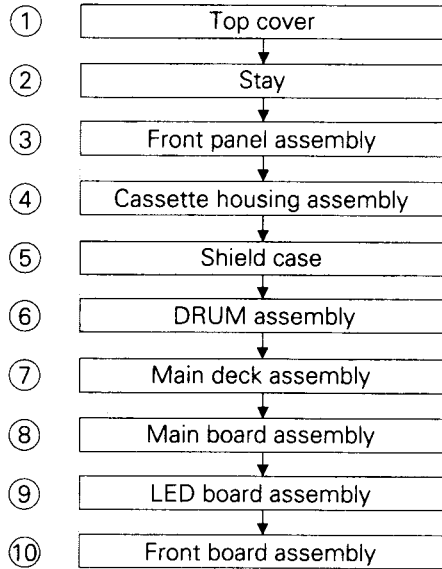 ① Top cover
② Stay
③ Front panel assembly
④ Cassette housing assembly
⑤ Shield case
⑥ DRUM assembly
⑦ Main deck assembly
⑧ Main board assembly
⑨ LED board assembly
⑩ Front board assembly